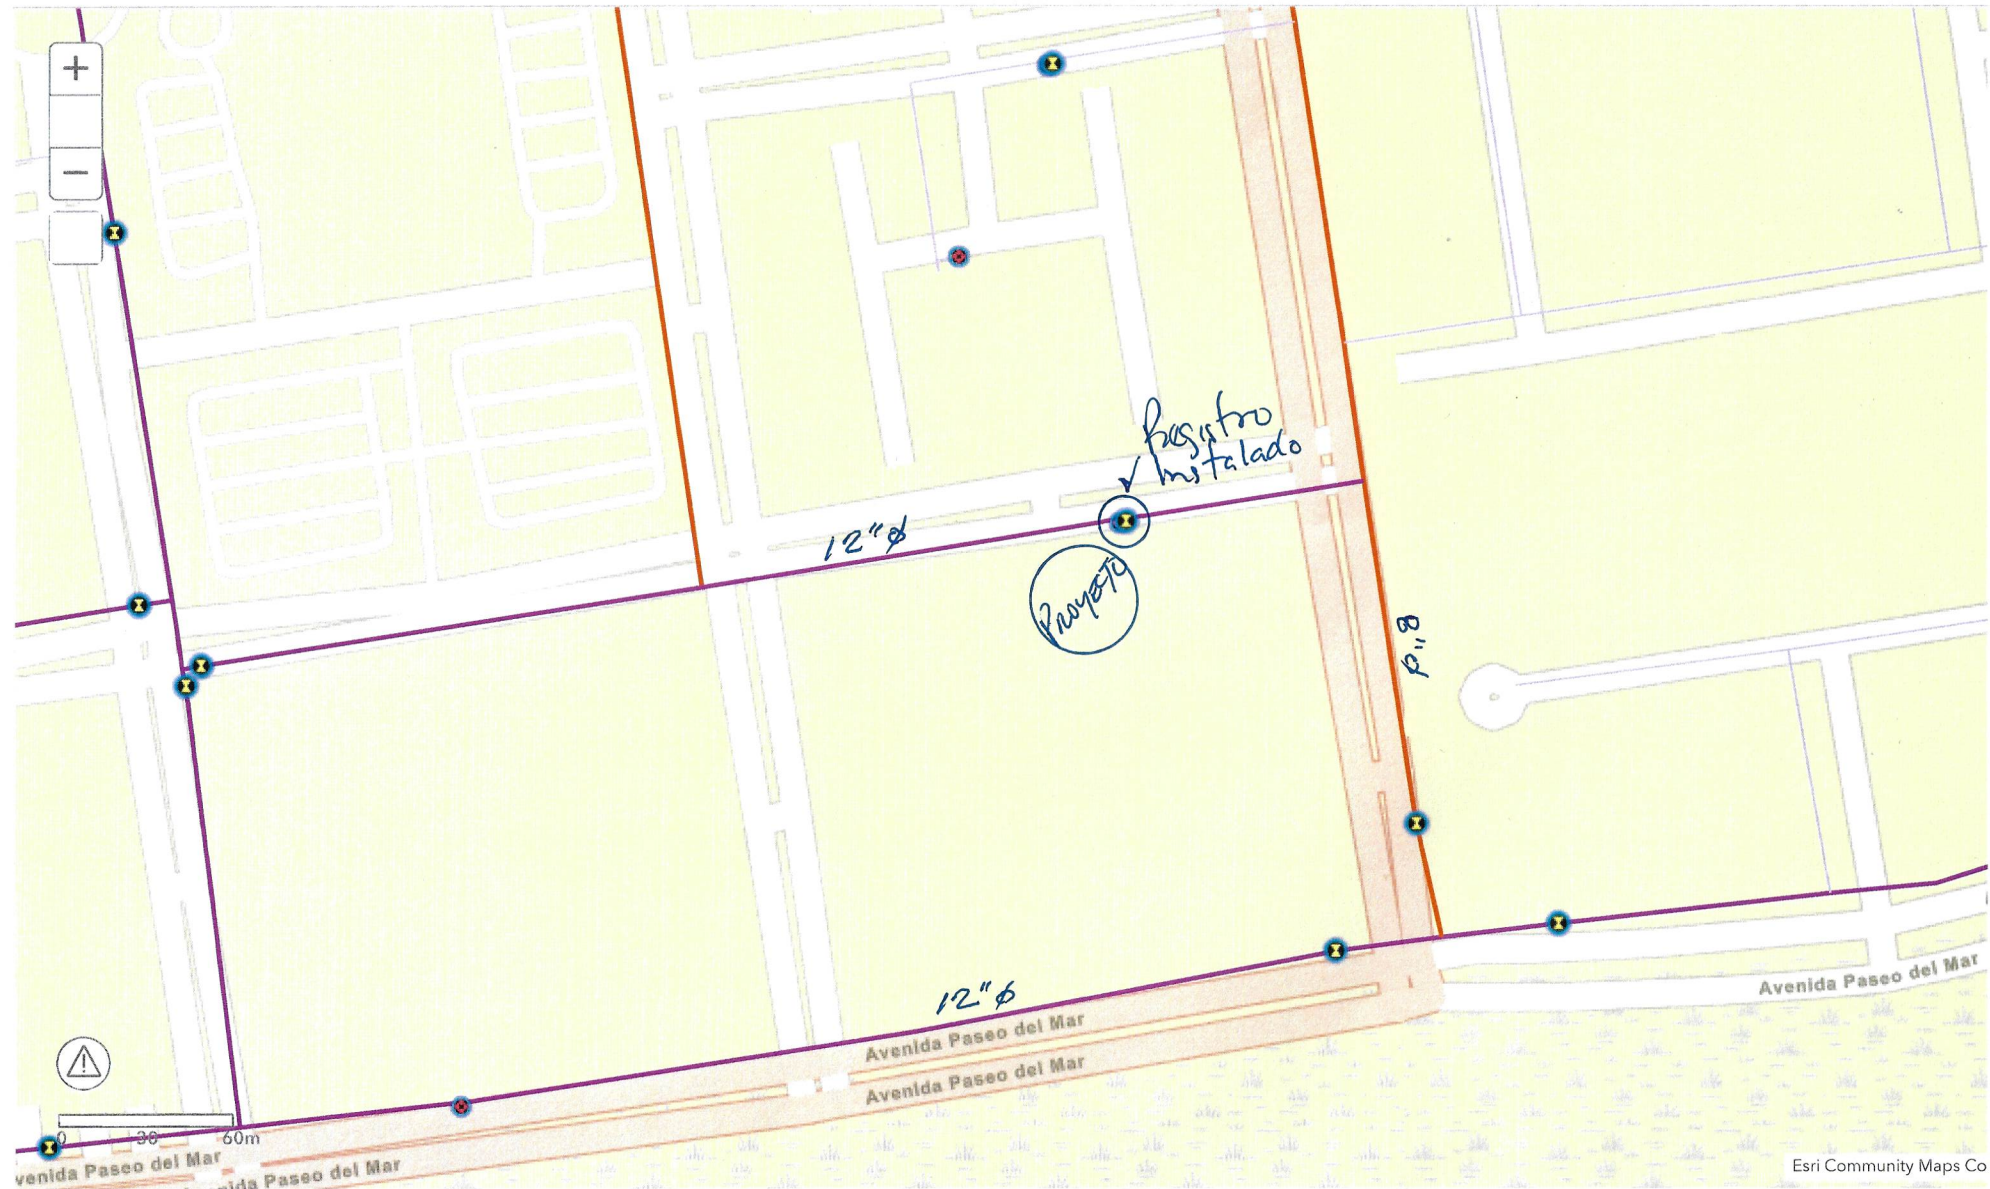 +
−
Registro
Instalado
12"ø
Proyecto
8"ø
12"ø
Avenida Paseo del Mar
Avenida Paseo del Mar
Avenida Paseo del Mar
0 30 60m
venida Paseo del Mar
nida Paseo del Mar
Esri Community Maps Co